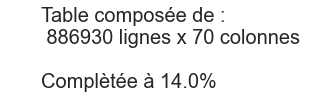 Table composée de :
886930 lignes x 70 colonnes
Complètée à 14.0%